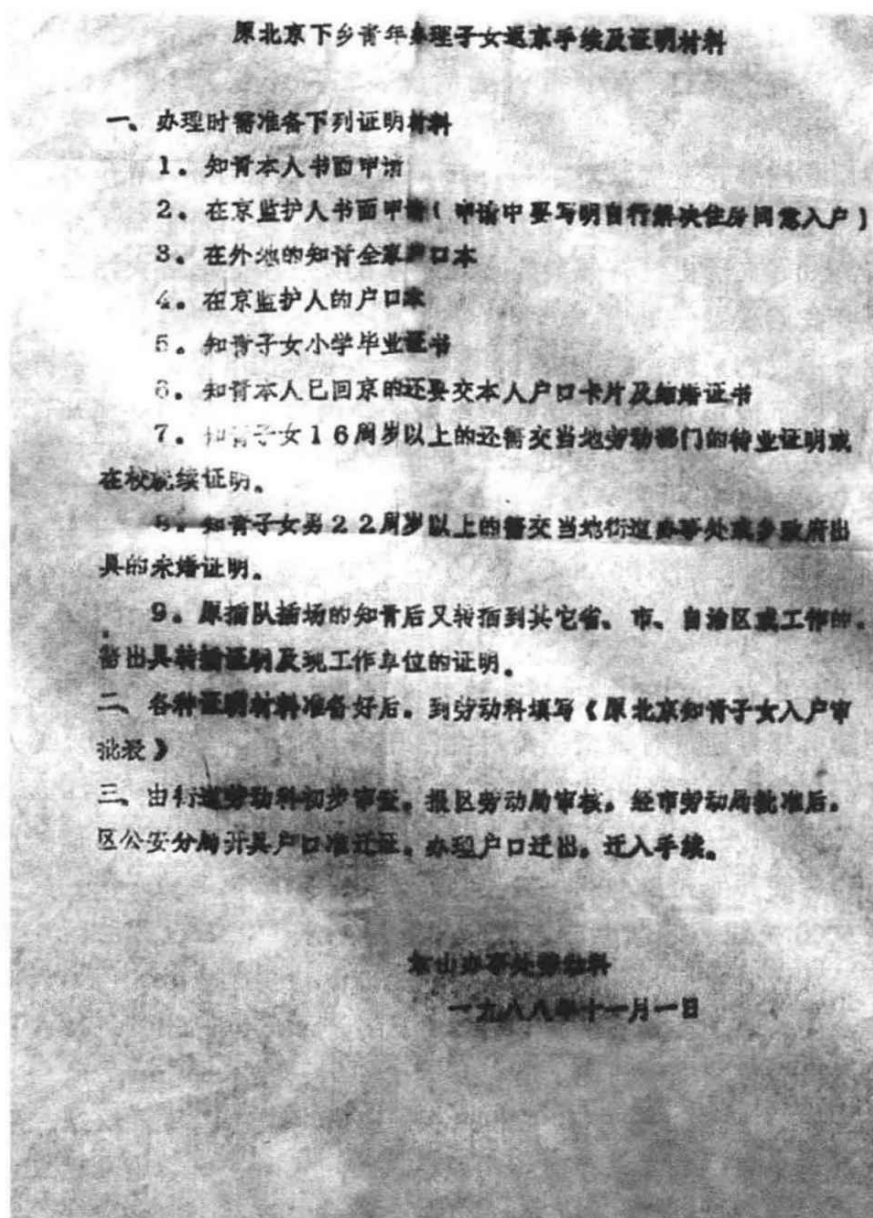 原北京下乡青年办理子女返京手续及证明材料
一、办理时需准备下列证明材料
1。知青本人书面申请
2。在京监护人书面申请(申请中要写明自行解决住房同意入户)
3。在外地的知青全家户口本
4。在京监护人的户口本
5。知青子女小学毕业证书
6。知青本人已回京的还要交本人户口卡片及结婚证书
7。知青子女16周岁以上的还需交当地劳动部门的待业证明或
在校就续证明。
8。知青子女男22周岁以上的需交当地街道办事处或乡政府出
具的未婚证明。
9。原插队插场的知青后又转插到其它省、市、自治区或工作的。
需出具转插证明及现工作单位的证明。
二、各种证明材料准备好后。到劳动科填写《原北京知青子女入户审
批表》
三、由街道劳动科初步审查。报区劳动局审核。经市劳动局批准后。
区公安分局开具户口准迁证。办理户口迁出。迁入手续。
山办事处劳动科
一九八八年十一月一日